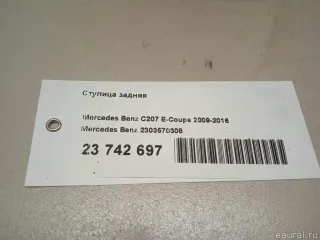 Ступица задняя
Mercedes Benz C207 E-Coupe 2009-2016
Mercedes Benz 2303570308
23 742 697
eaural.ru